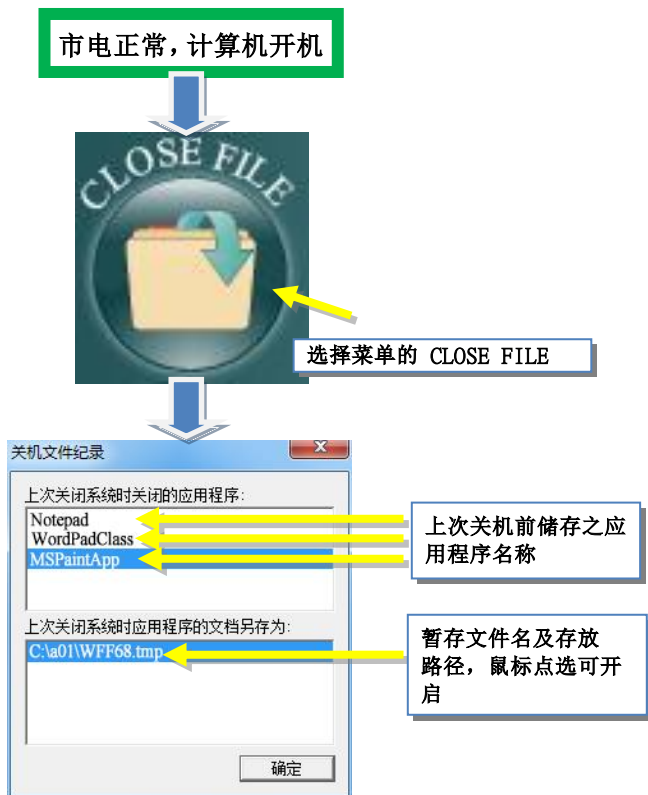 市电正常，计算机开机
CLOSE FILE
选择菜单的 CLOSE FILE
关机文件纪录
X
上次关闭系统时关闭的应用程序:
Notepad
WordPadClass
MSPaintApp
上次关机前储存之应
用程序名称
上次关闭系统时应用程序的文档另存为:
C:\a01\WFF68.tmp
暂存文件名及存放
路径，鼠标点选可开
启
确定